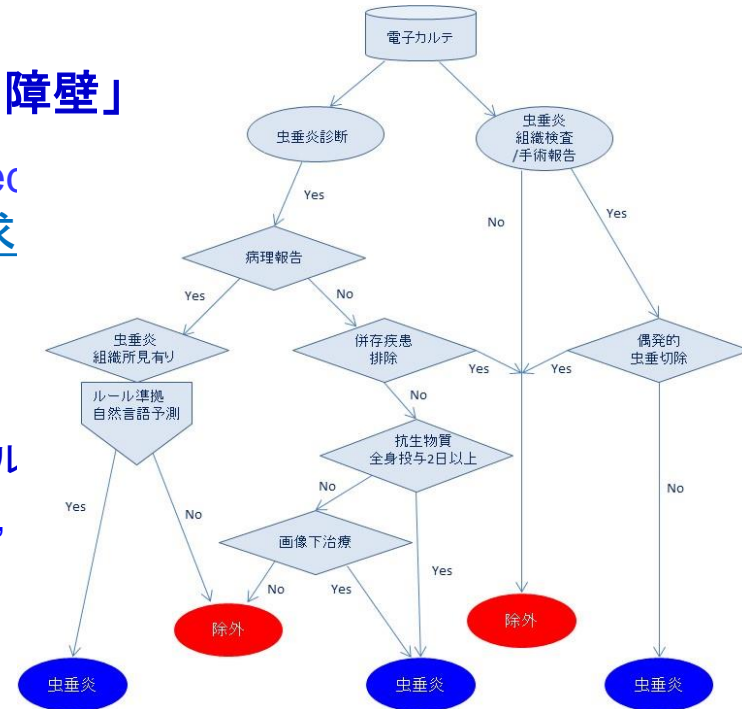 障壁」
ec
求
ル
,
電子カルテ
虫垂炎診断
虫垂炎
組織検査
/手術報告
Yes
No
Yes
病理報告
Yes
No
虫垂炎
組織所見有り
併存疾患
排除
偶発的
虫垂切除
Yes
Yes
ルール準拠
自然言語予測
No
抗生物質
全身投与2日以上
Yes
No
No
No
画像下治療
Yes
No
Yes
除外
除外
虫垂炎
虫垂炎
虫垂炎